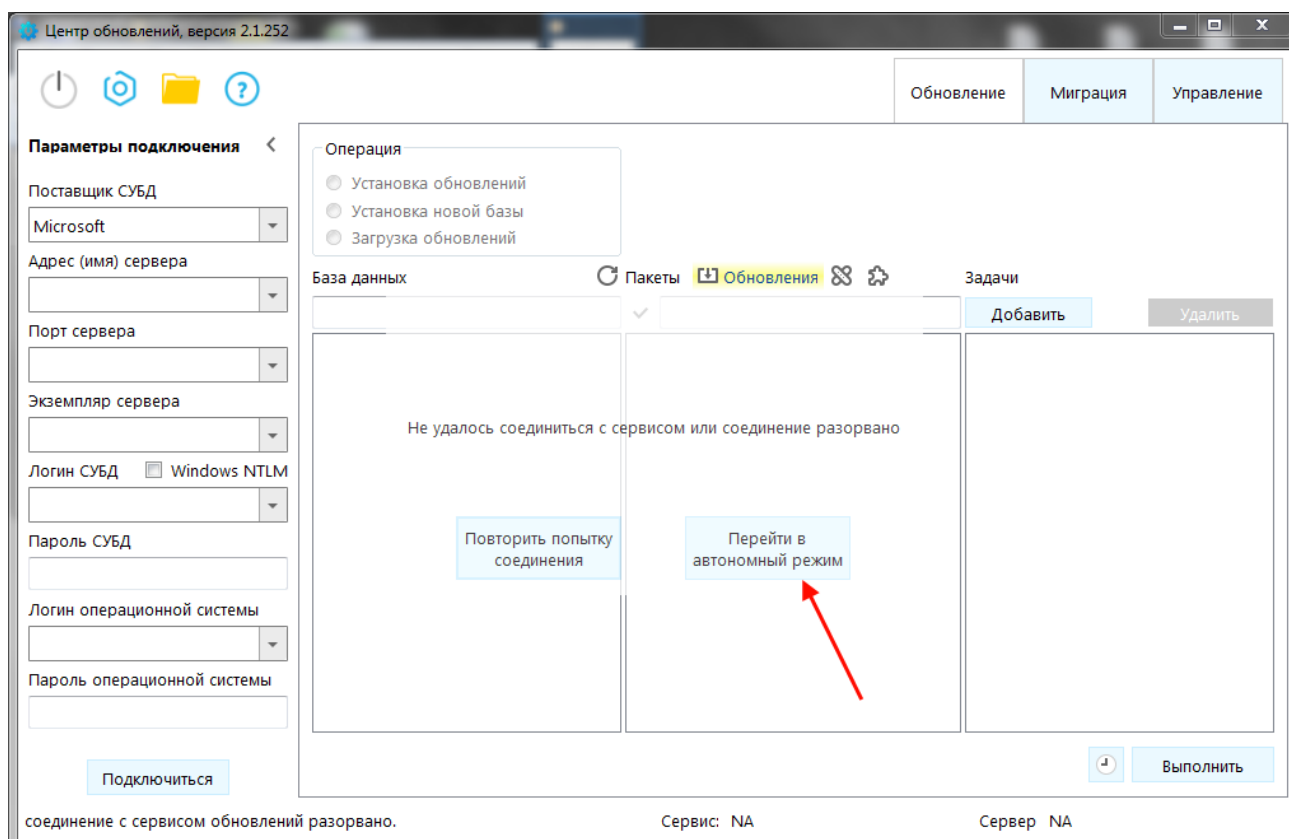 Центр обновлений, версия 2.1.252
Обновление
Миграция
Управление
Параметры подключения
Поставщик СУБД
Microsoft
Адрес (имя) сервера
Порт сервера
Экземпляр сервера
Логин СУБД
Windows NTLM
Пароль СУБД
Логин операционной системы
Пароль операционной системы
Подключиться
Операция
Установка обновлений
Установка новой базы
Загрузка обновлений
База данных
Пакеты
Обновления
Задачи
Добавить
Удалить
Не удалось соединиться с сервисом или соединение разорвано
Повторить попытку
соединения
Перейти в
автономный режим
Выполнить
соединение с сервисом обновлений разорвано.
Сервис: NA
Сервер NA